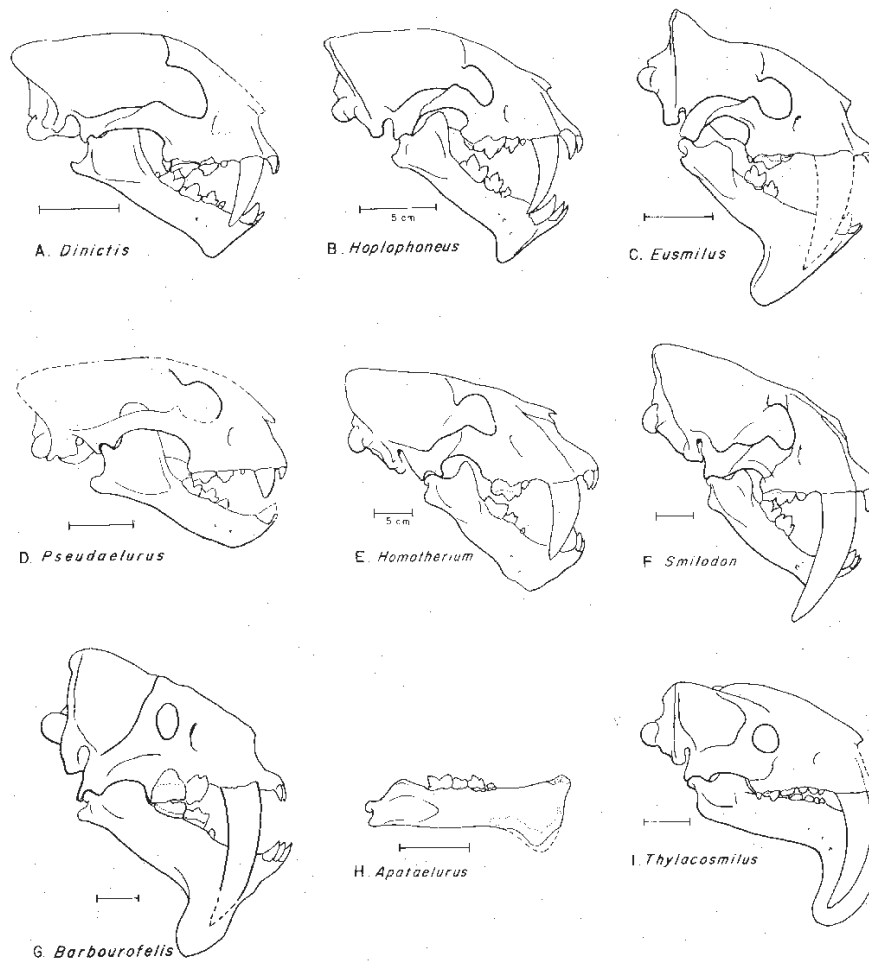 A. Dinictis
5 cm
B. Hoplophoneus
C. Eusmilus
D. Pseudaelurus
5 cm
E. Homotherium
F. Smilodon
G. Barbourofelis
H. Apataelurus
I. Thylacosmilus